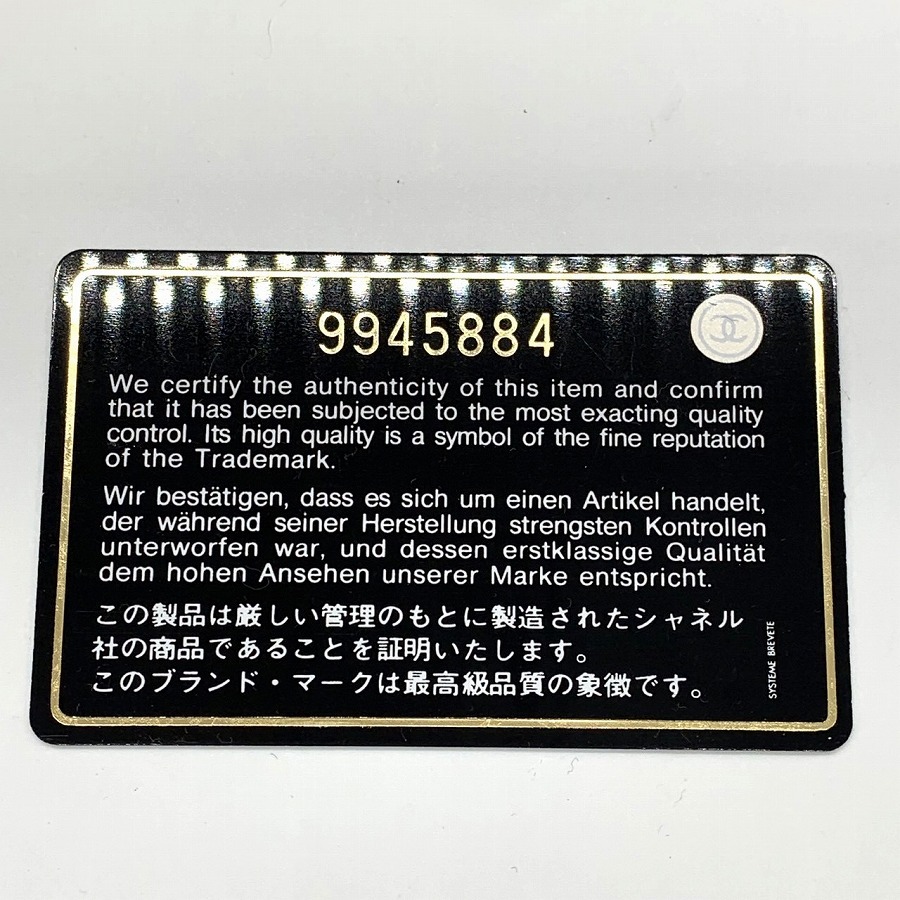 9945884
We certify the authenticity of this item and confirm
that it has been subjected to the most exacting quality
control. Its high quality is a symbol of the fine reputation
of the Trademark.
Wir bestätigen, dass es sich um einen Artikel handelt,
der während seiner Herstellung strengsten Kontrollen
unterworfen war, und dessen erstklassige Qualität
dem hohen Ansehen unserer Marke entspricht.
この製品は厳しい管理のもとに製造されたシャネル
社の商品であることを証明いたします。
このブランド・マークは最高級品質の象徴です。
SYSTEME BREVETE